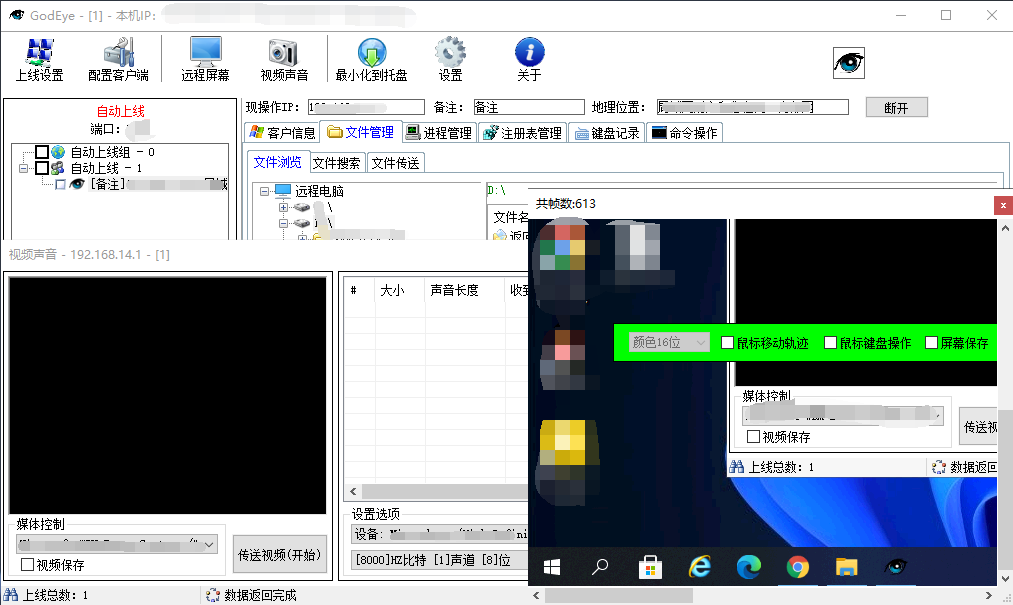 GodEye - [1] - 本机IP:
上线设置 配置客户端 远程屏幕 视频声音 最小化到托盘 设置 关于
自动上线
端口:
自动上线组 - 0
自动上线 - 1
[备注]
现操作IP: 备注: 备注 地理位置: 断开
客户信息 文件管理 进程管理 注册表管理 键盘记录 命令操作
文件浏览 文件搜索 文件传送
远程电脑
D:\
文件名
返回
视频声音 - 192.168.14.1 - [1]
# 大小 声音长度 收到
媒体控制
视频保存
传送视频(开始)
设置选项
设备:
[8000]HZ比特 [1]声道 [8]位
上线总数: 1 数据返回完成
共帧数:613
颜色16位 鼠标移动轨迹 鼠标键盘操作 屏幕保存
媒体控制
视频保存
传送视
上线总数: 1 数据返回